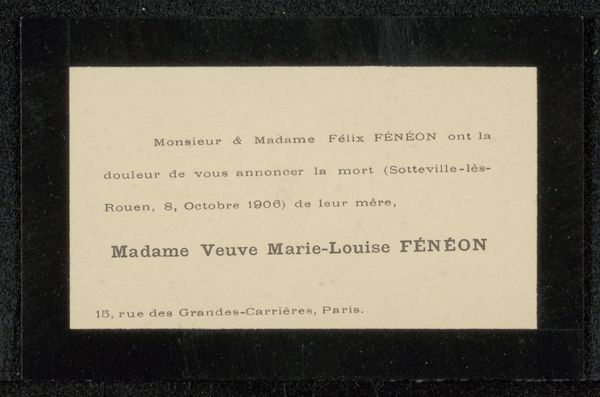 Monsieur & Madame Félix FÉNÉON ont la
douleur de vous annoncer la mort (Sotteville-lès-
Rouen, 8, Octobre 1906) de leur mère,
Madame Veuve Marie-Louise FÉNÉON
15, rue des Grandes-Carrières, Paris.